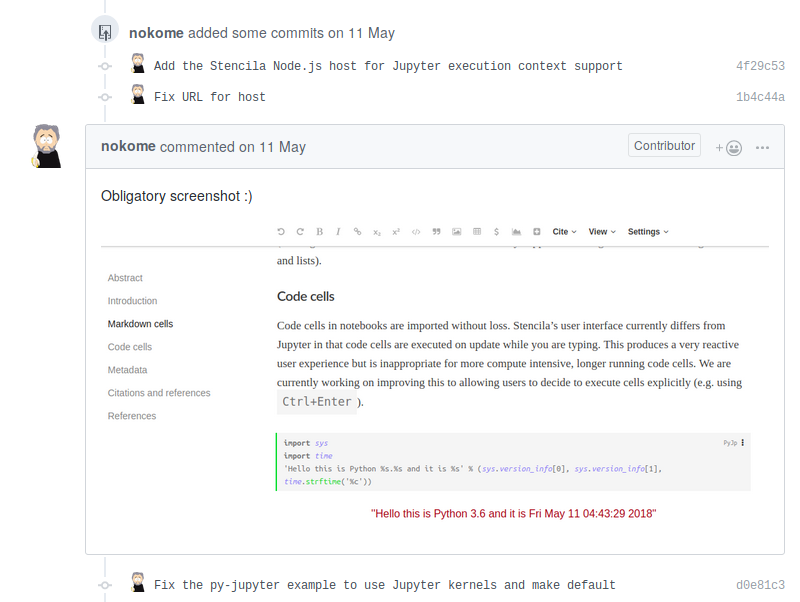 nokome added some commits on 11 May
Add the Stencila Node.js host for Jupyter execution context support 4f29c53
Fix URL for host 1b4c44a
nokome commented on 11 May Contributor
Obligatory screenshot :)
Cite View Settings
and lists).
Abstract
Introduction
Markdown cells
Code cells
Metadata
Citations and references
References
Code cells
Code cells in notebooks are imported without loss. Stencila's user interface currently differs from
Jupyter in that code cells are executed on update while you are typing. This produces a very reactive
user experience but is inappropriate for more compute intensive, longer running code cells. We are
currently working on improving this to allowing users to decide to execute cells explicitly (e.g. using
Ctrl+Enter ).
import sys PyJp
import time
'Hello this is Python %s.%s and it is %s' % (sys.version_info[0], sys.version_info[1],
time.strftime('%c'))
"Hello this is Python 3.6 and it is Fri May 11 04:43:29 2018"
Fix the py-jupyter example to use Jupyter kernels and make default d0e81c3